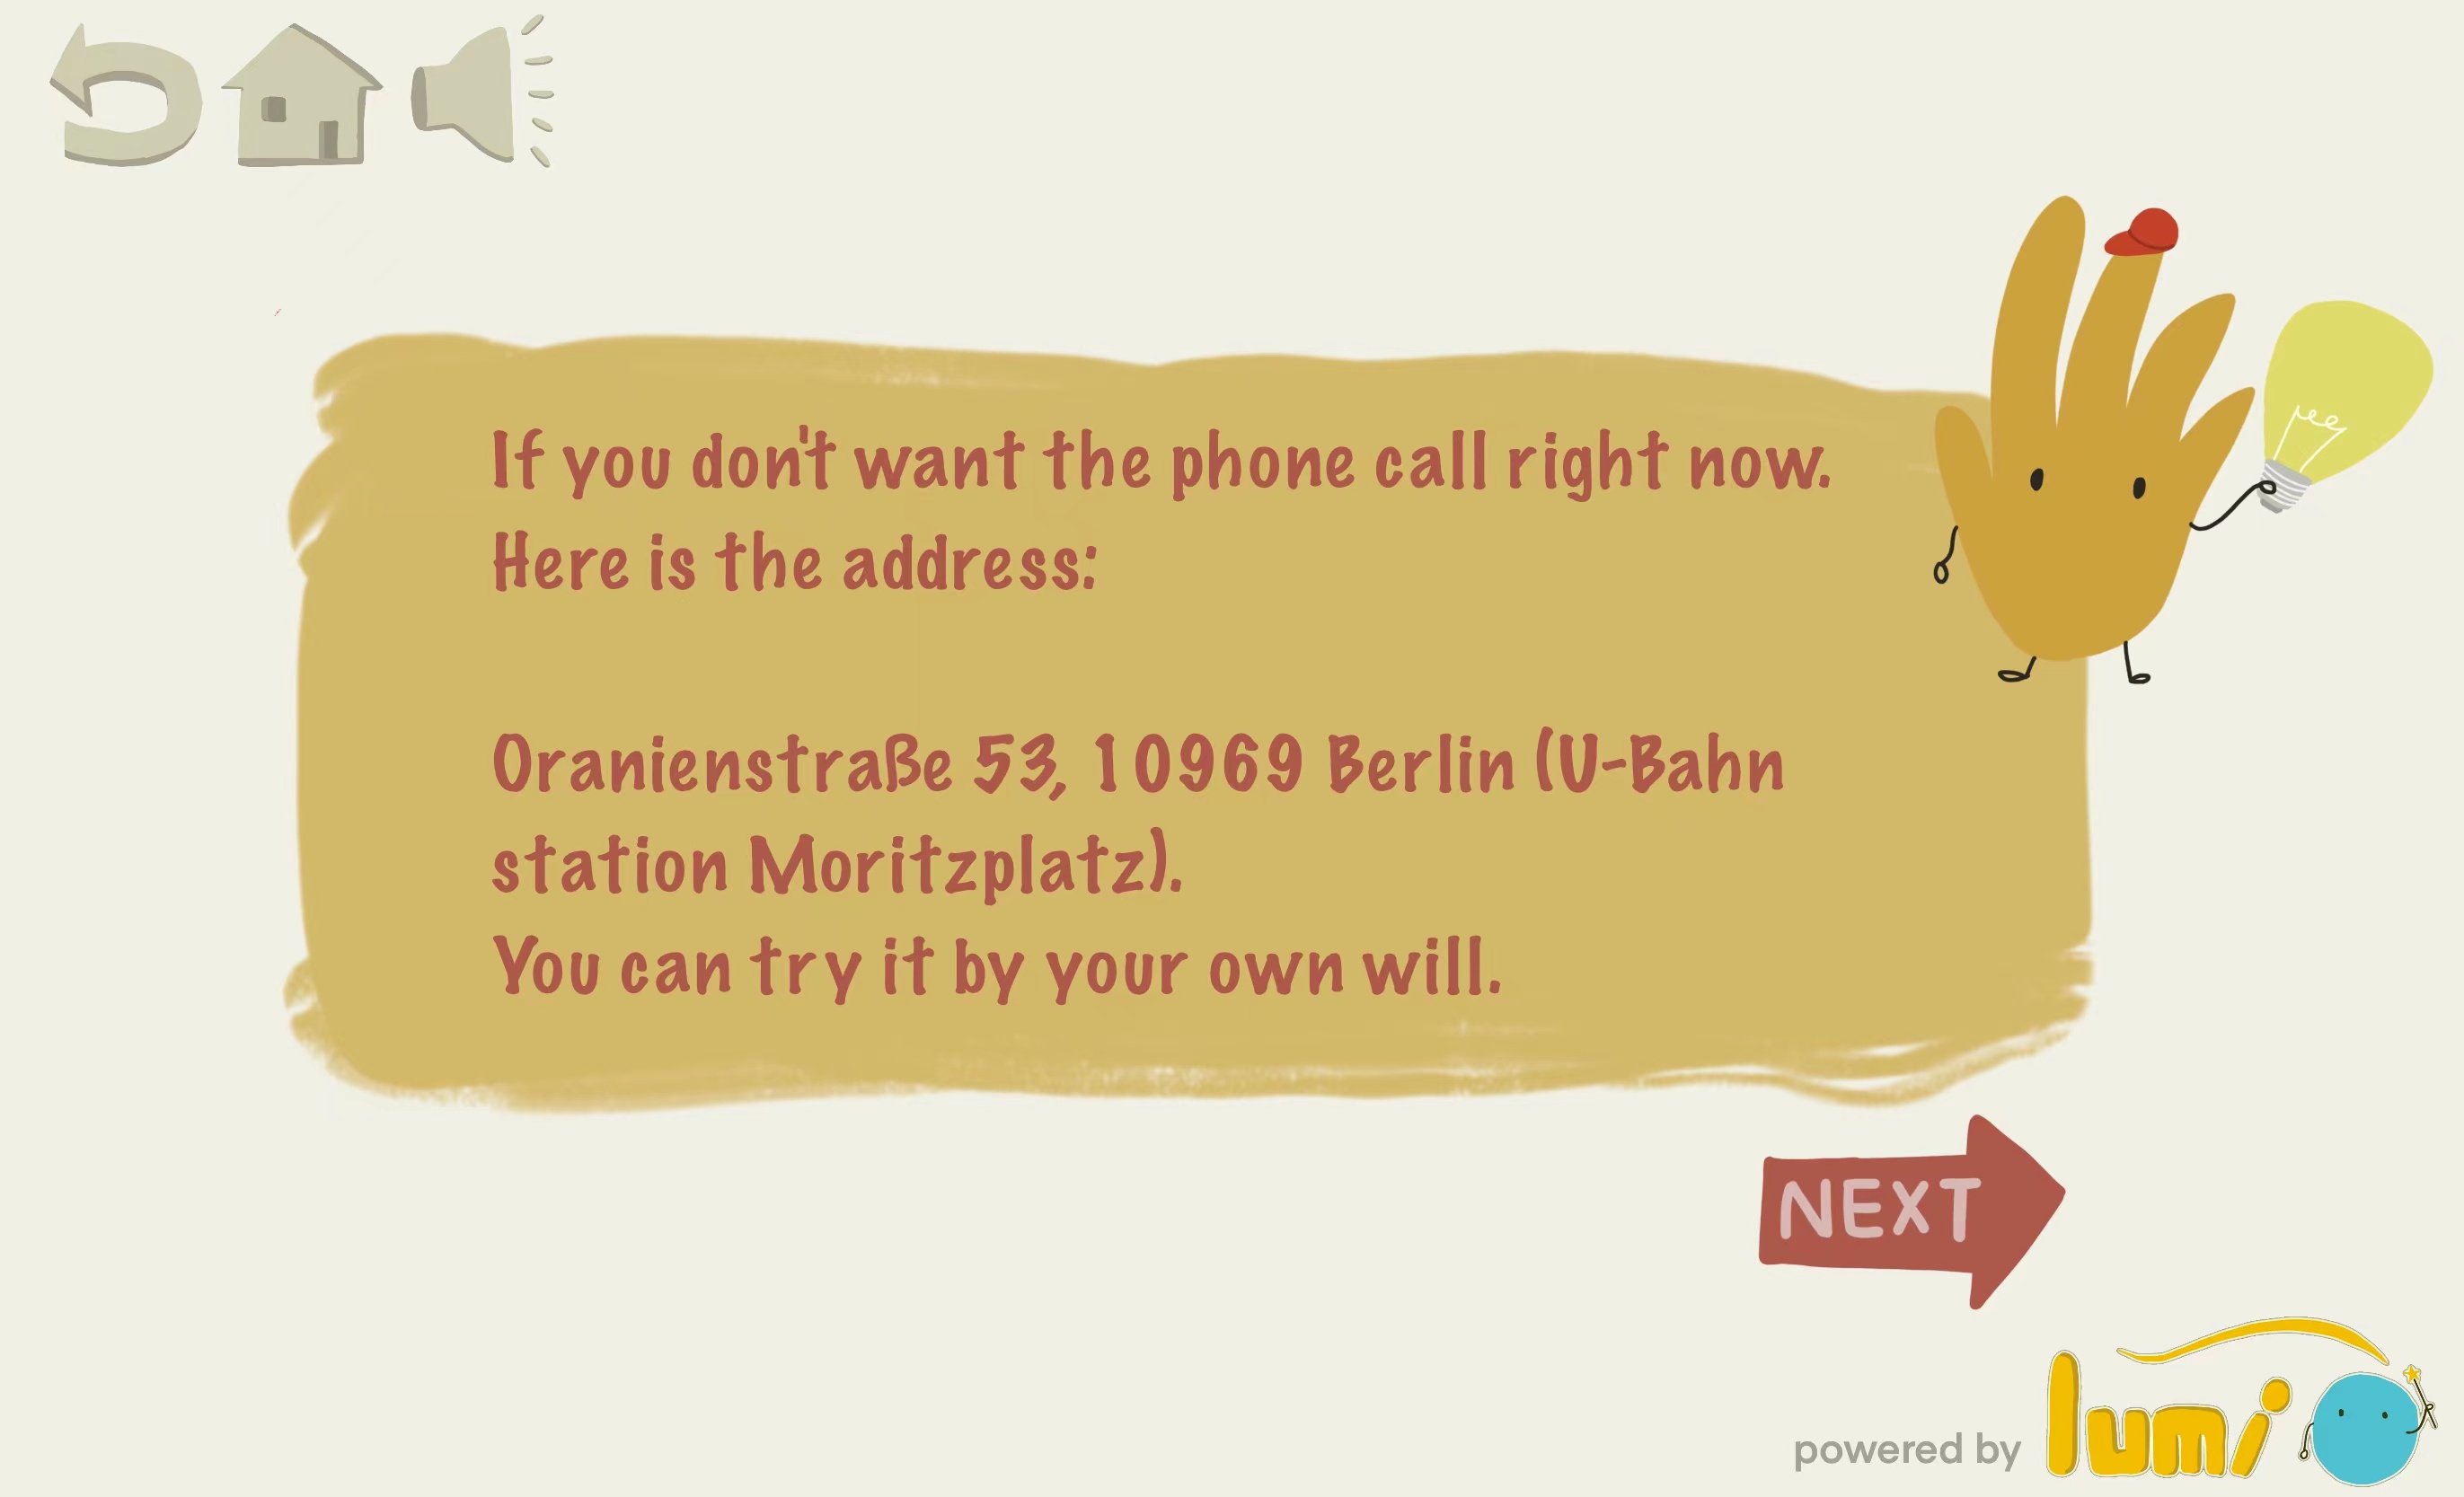 If you don't want the phone call right now.
Here is the address:
Oranienstraße 53, 10969 Berlin (U-Bahn
station Moritzplatz).
You can try it by your own will.
NEXT
powered by lumi